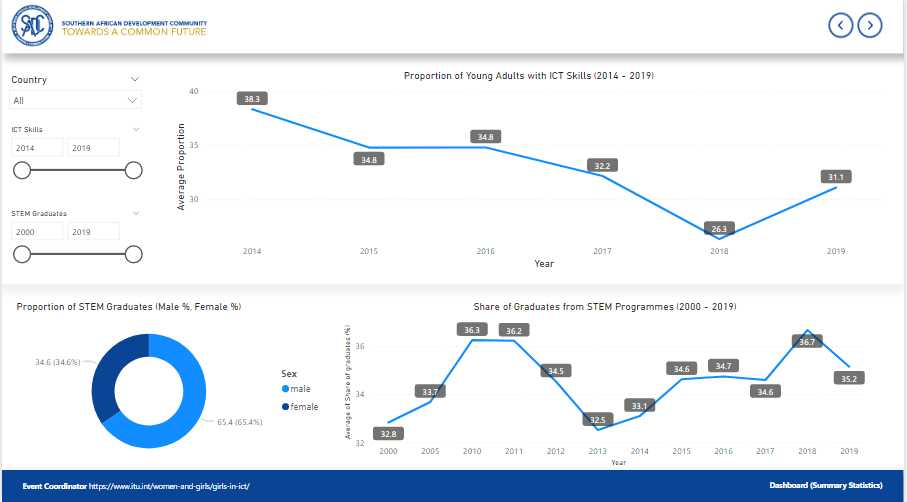 SOUTHERN AFRICAN DEVELOPMENT COMMUNITY
TOWARDS A COMMON FUTURE
Country
All
ICT Skills
2014 2019
STEM Graduates
2000 2019
Proportion of Young Adults with ICT Skills (2014 - 2019)
Average Proportion
40
35
30
38.3
34.8
34.8
32.2
26.3
31.1
2014 2015 2016 2017 2018 2019
Year
Proportion of STEM Graduates (Male %, Female %)
34.6 (34.6%)
65.4 (65.4%)
Sex
male
female
Share of Graduates from STEM Programmes (2000 - 2019)
Average of Share of graduates (%)
36
34
32
32.8
33.7
36.3
36.2
34.5
32.5
33.1
34.6
34.7
34.6
36.7
35.2
2000 2005 2010 2011 2012 2013 2014 2015 2016 2017 2018 2019
Year
Event Coordinator https://www.itu.int/women-and-girls/girls-in-ict/
Dashboard (Summary Statistics)